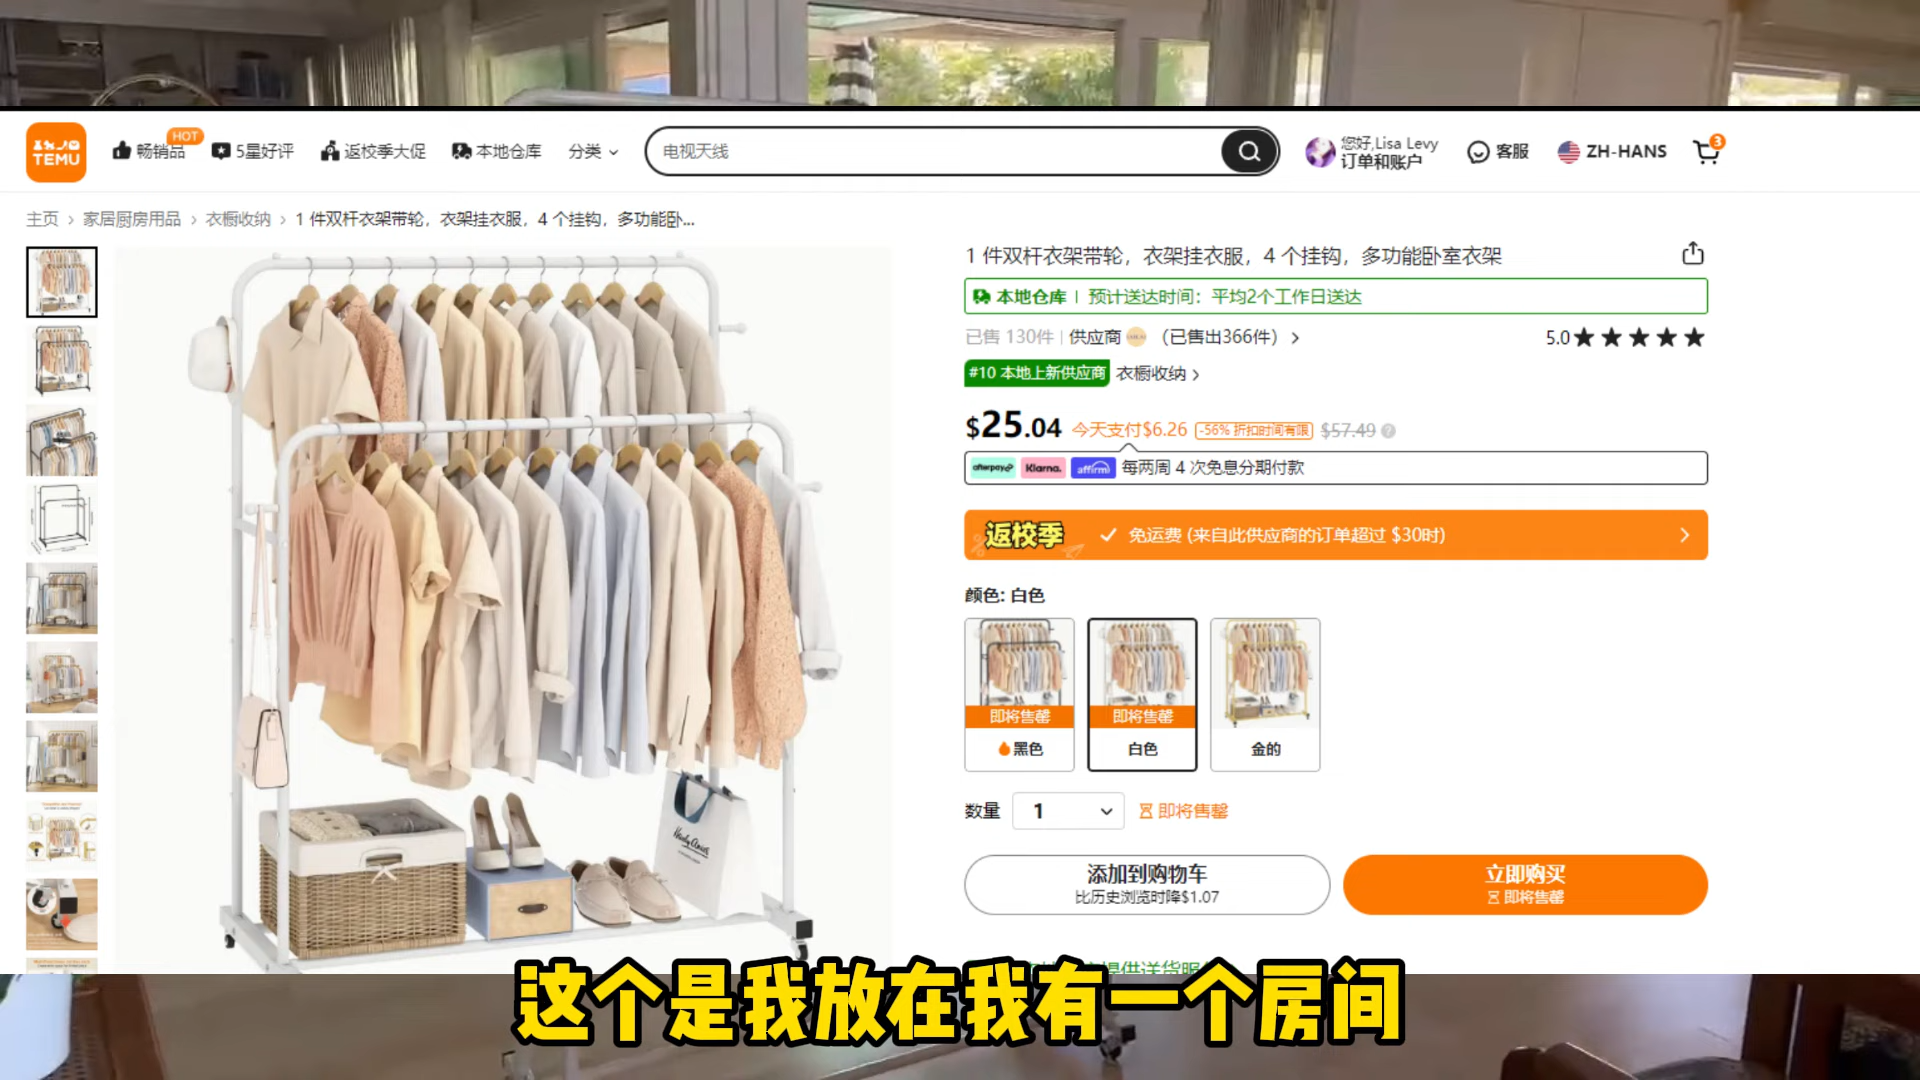 TEMU
畅销品
HOT
5星好评
返校季大促
本地仓库
分类
电视天线
您好,Lisa Levy
订单和账户
客服
ZH-HANS
3
主页 › 家居厨房用品 › 衣橱收纳 › 1 件双杆衣架带轮，衣架挂衣服，4 个挂钩，多功能卧...
1 件双杆衣架带轮，衣架挂衣服，4 个挂钩，多功能卧室衣架
本地仓库 | 预计送达时间：平均2个工作日送达
已售 130件 | 供应商 （已售出366件） ›
5.0
#10 本地上新供应商 衣橱收纳 ›
$25.04 今天支付$6.26 -56% 折扣时间有限 $57.49
afterpay Klarna. affirm 每两周 4 次免息分期付款
返校季 免运费 (来自此供应商的订单超过 $30时)
颜色: 白色
即将售罄
黑色
即将售罄
白色
金的
数量 1 即将售罄
添加到购物车
比历史浏览时降$1.07
立即购买
即将售罄
提供送货服
这个是我放在我有一个房间